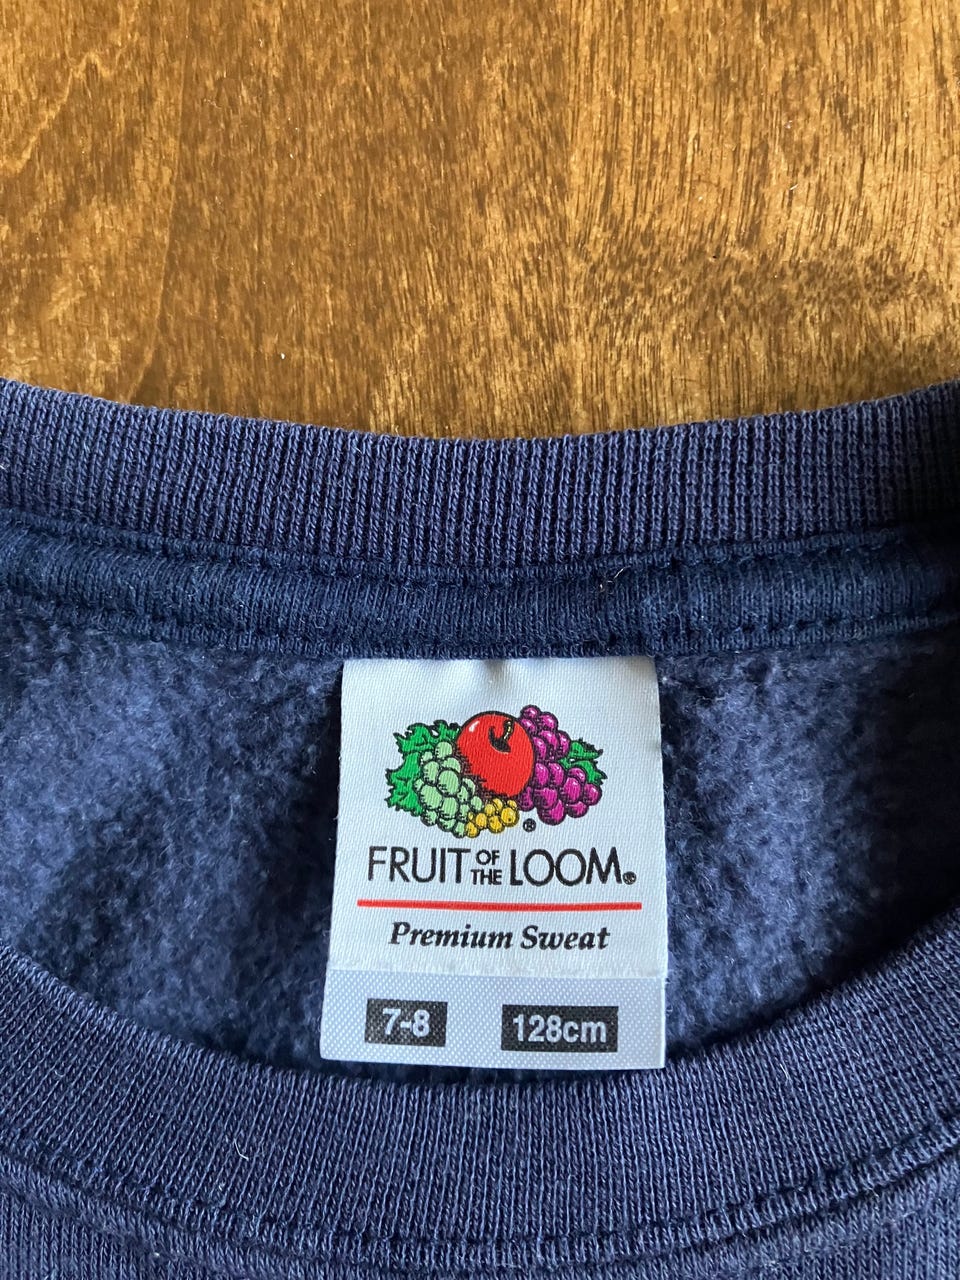 FRUIT OF THE LOOM®
Premium Sweat
7-8 128cm